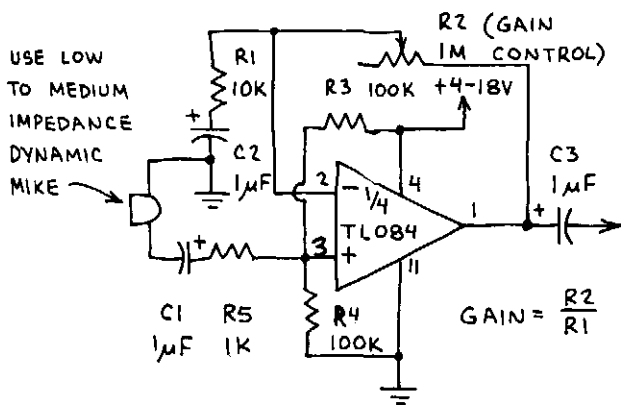 USE LOW
TO MEDIUM
IMPEDANCE
DYNAMIC
MIKE
R1
10K
+
C2
1µF
R2 (GAIN
1M CONTROL)
R3 100K
+4-18V
C3
1µF
2
-
1/4
4
TL084
1
+
3
+
11
+
C1
1µF
R5
1K
R4
100K
GAIN = R2
R1